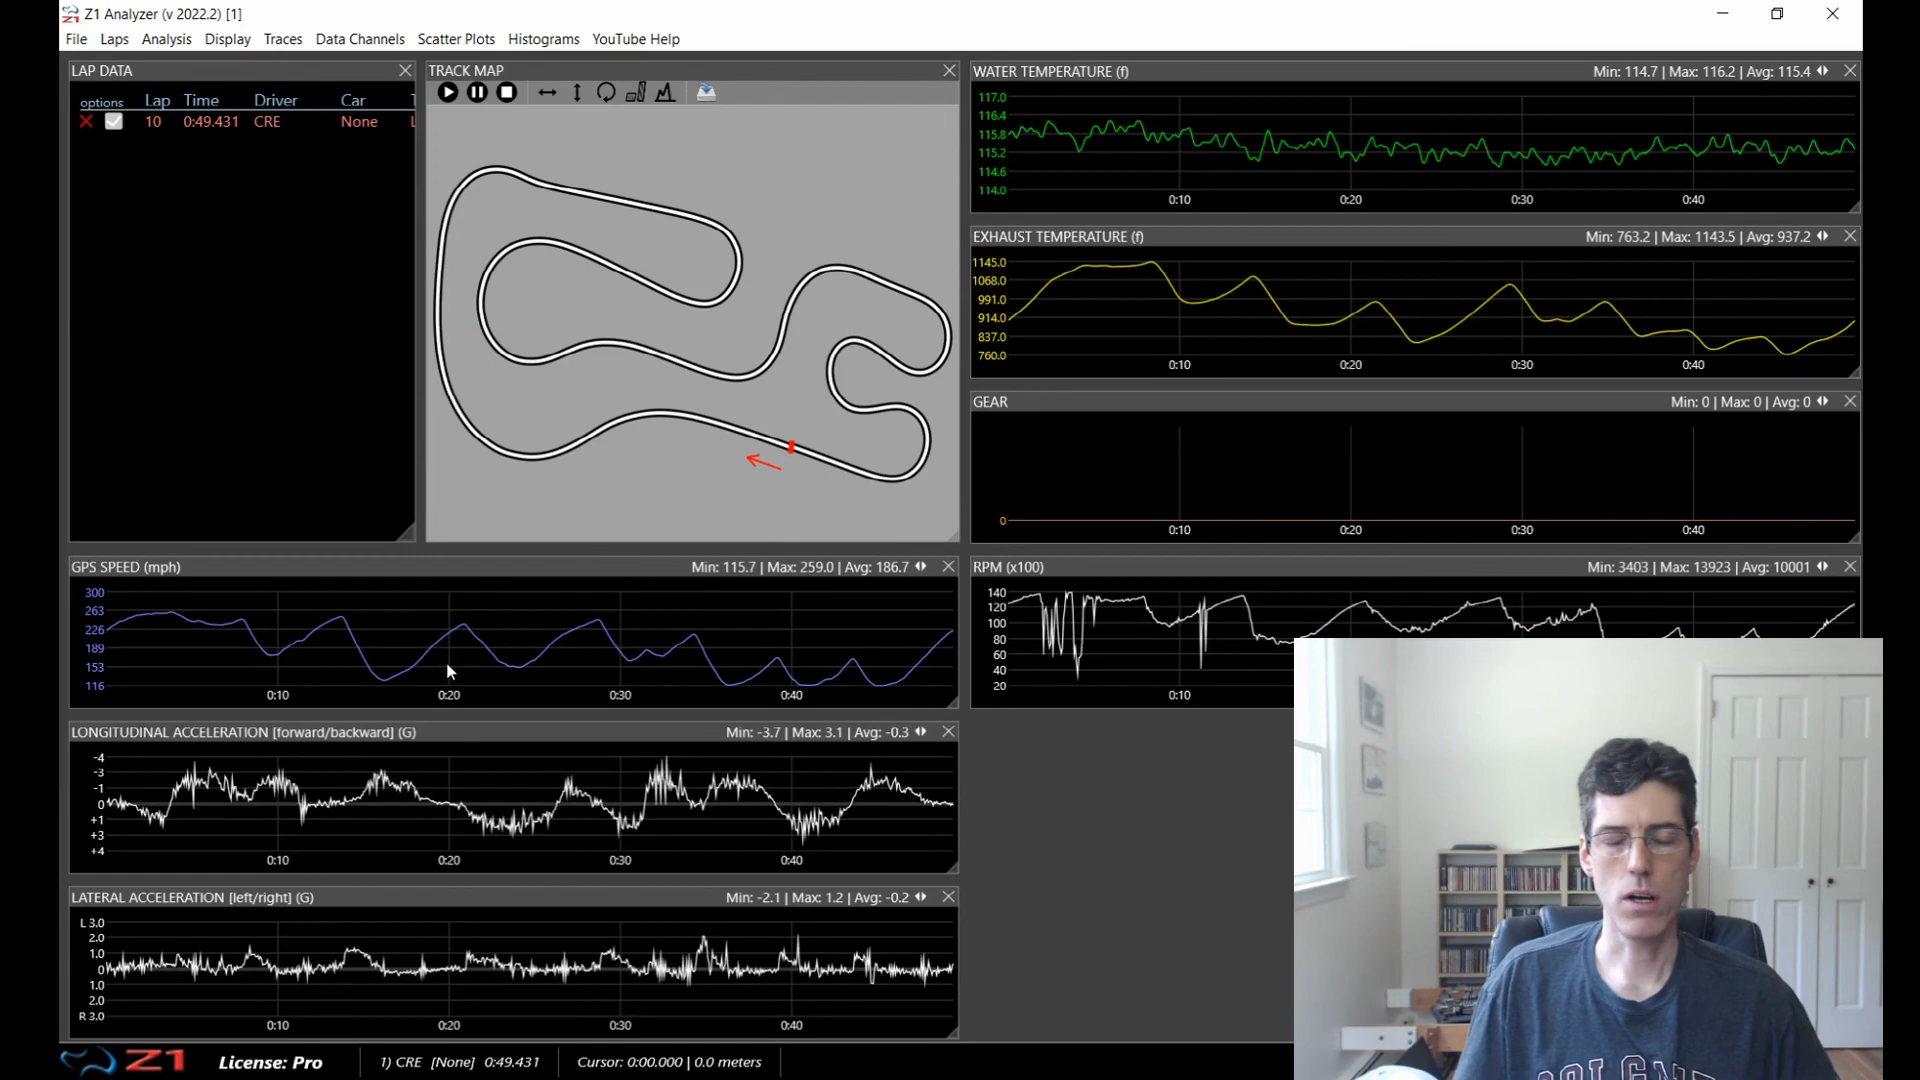 Z1 Analyzer (v 2022.2) [1]
File Laps Analysis Display Traces Data Channels Scatter Plots Histograms YouTube Help
LAP DATA
options Lap Time Driver Car
10 0:49.431 CRE None
TRACK MAP
WATER TEMPERATURE (f) Min: 114.7 | Max: 116.2 | Avg: 115.4
117.0
116.4
115.8
115.2
114.6
114.0
0:10 0:20 0:30 0:40
EXHAUST TEMPERATURE (f) Min: 763.2 | Max: 1143.5 | Avg: 937.2
1145.0
1068.0
991.0
914.0
837.0
760.0
0:10 0:20 0:30 0:40
GEAR Min: 0 | Max: 0 | Avg: 0
0
0:10 0:20 0:30 0:40
GPS SPEED (mph) Min: 115.7 | Max: 259.0 | Avg: 186.7
300
263
226
189
153
116
0:10 0:20 0:30 0:40
RPM (x100) Min: 3403 | Max: 13923 | Avg: 10001
140
120
100
80
60
40
20
0:10
LONGITUDINAL ACCELERATION [forward/backward] (G) Min: -3.7 | Max: 3.1 | Avg: -0.3
-4
-3
-1
0
+1
+3
+4
0:10 0:20 0:30 0:40
LATERAL ACCELERATION [left/right] (G) Min: -2.1 | Max: 1.2 | Avg: -0.2
L 3.0
2.0
1.0
0
1.0
2.0
R 3.0
0:10 0:20 0:30 0:40
Z1 License: Pro 1) CRE [None] 0:49.431 Cursor: 0:00.000 | 0.0 meters